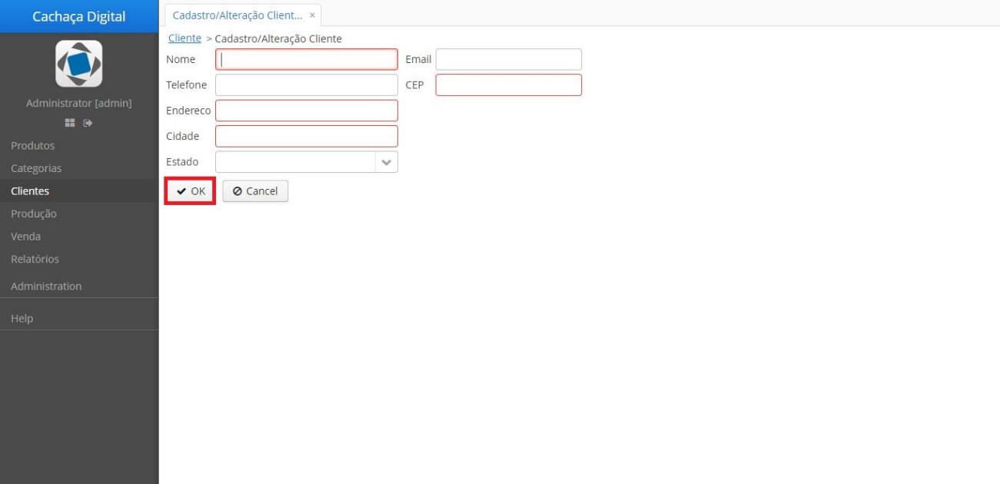 Cachaça Digital
Administrator [admin]
Produtos
Categorias
Clientes
Produção
Venda
Relatórios
Administration
Help
Cadastro/Alteração Client... ×
Cliente > Cadastro/Alteração Cliente
Nome Email
Telefone CEP
Endereco
Cidade
Estado
OK Cancel